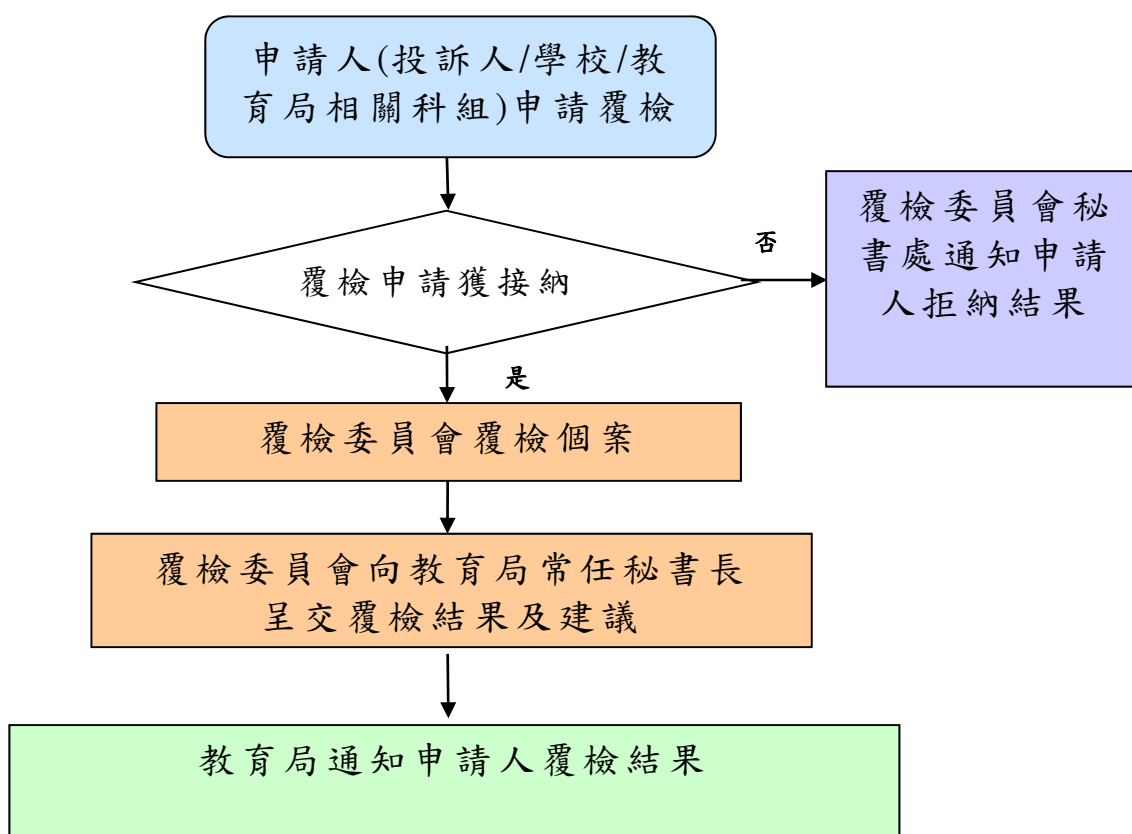 申請人(投訴人/學校/教
育局相關科組)申請覆檢
覆檢申請獲接納
否
覆檢委員會秘
書處通知申請
人拒納結果
是
覆檢委員會覆檢個案
覆檢委員會向教育局常任秘書長
呈交覆檢結果及建議
教育局通知申請人覆檢結果